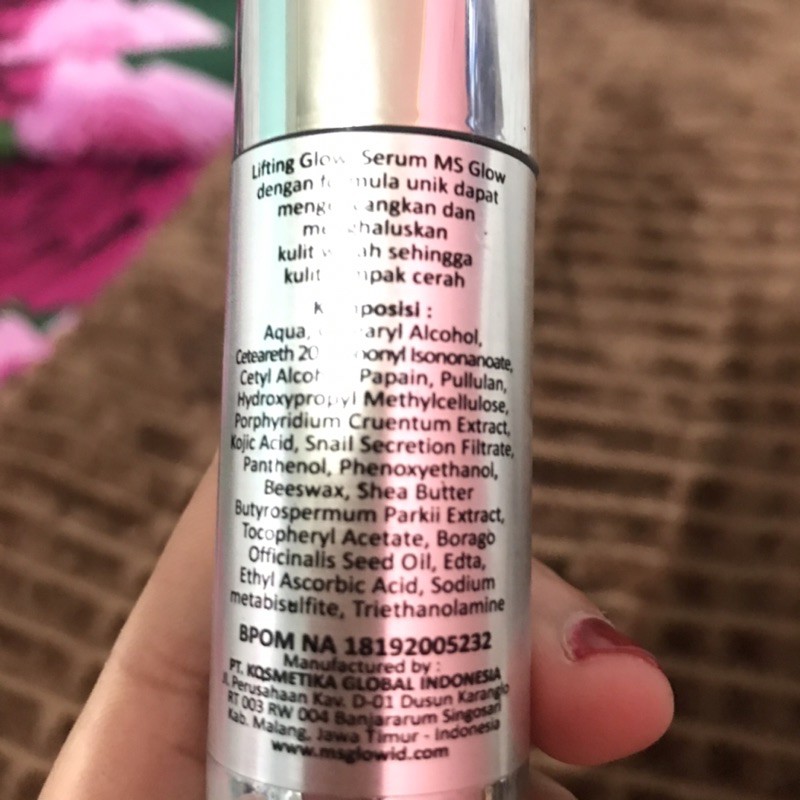 Lifting Glow Serum MS Glow
dengan formula unik dapat
dan
menghaluskan
kulit sehingga
kulit cerah
Komposisi :
Aqua, Alcohol,
Ceteareth 20 Isononanoate,
Cetyl Alcohol Papain, Pullulan,
Hydroxypropyl Methylcellulose,
Porphyridium Cruentum Extract,
Kojic Acid, Snail Secretion Filtrate,
Panthenol, Phenoxyethanol,
Beeswax, Shea Butter
Butyrospermum Parkii Extract,
Tocopheryl Acetate, Borago
Officinalis Seed Oil, Edta,
Ethyl Ascorbic Acid, Sodium
metabisulfite, Triethanolamine
BPOM NA 18192005232
Manufactured by :
PT. KOSMETIKA GLOBAL INDONESIA
Jl. Perusahaan Kav. D-01 Dusun Karanglo
RT 003 RW 004 Banjararum Singosari
Kab. Malang, Jawa Timur - Indonesia
www.msglowid.com